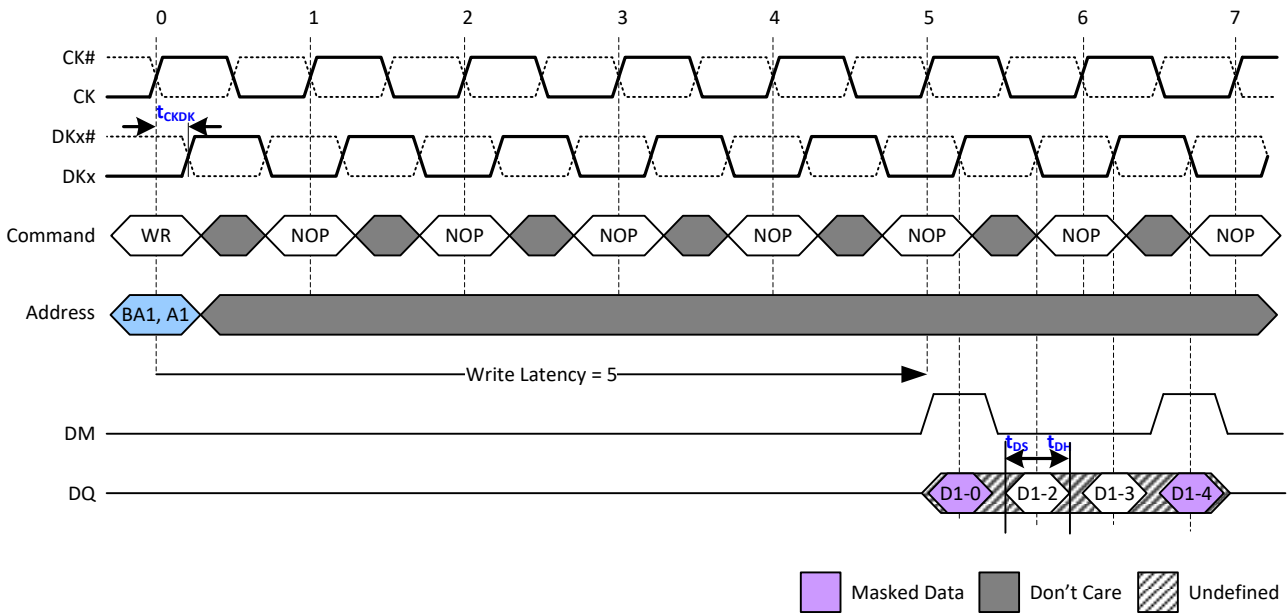 0 1 2 3 4 5 6 7
CK#
CK
tCKDK
DKx#
DKx
Command WR NOP NOP NOP NOP NOP NOP NOP
Address BA1, A1
Write Latency = 5
DM
tDS tDH
DQ D1-0 D1-2 D1-3 D1-4
Masked Data Don't Care Undefined